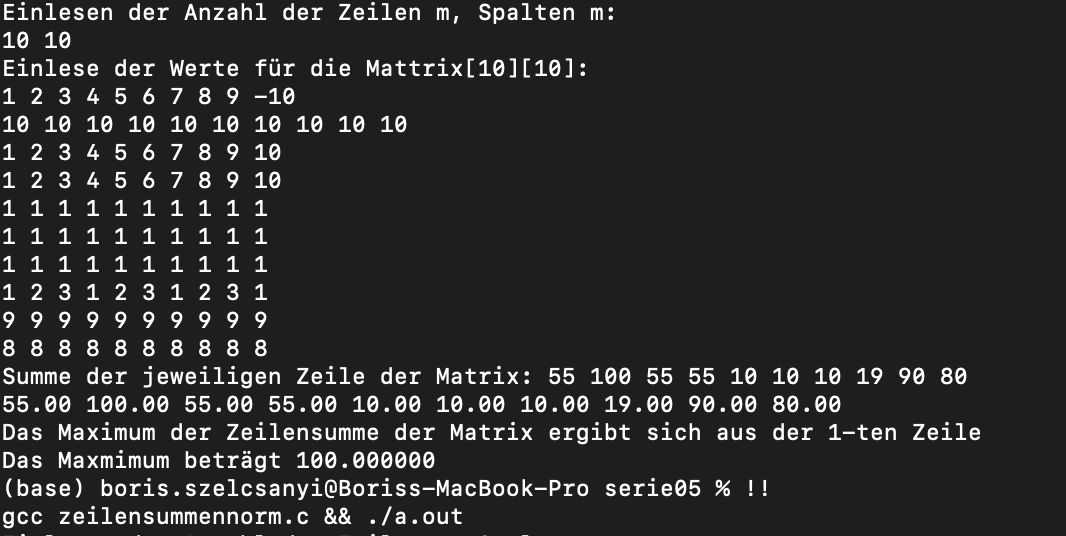 Einlesen der Anzahl der Zeilen m, Spalten m:
10 10
Einlese der Werte für die Mattrix[10][10]:
1 2 3 4 5 6 7 8 9 -10
10 10 10 10 10 10 10 10 10 10
1 2 3 4 5 6 7 8 9 10
1 2 3 4 5 6 7 8 9 10
1 1 1 1 1 1 1 1 1 1
1 1 1 1 1 1 1 1 1 1
1 1 1 1 1 1 1 1 1 1
1 2 3 1 2 3 1 2 3 1
9 9 9 9 9 9 9 9 9 9
8 8 8 8 8 8 8 8 8 8
Summe der jeweiligen Zeile der Matrix: 55 100 55 55 10 10 10 19 90 80
55.00 100.00 55.00 55.00 10.00 10.00 10.00 19.00 90.00 80.00
Das Maximum der Zeilensumme der Matrix ergibt sich aus der 1-ten Zeile
Das Maxmimum beträgt 100.000000
(base) boris.szelcsanyi@Boriss-MacBook-Pro serie05 % !!
gcc zeilensummennorm.c && ./a.out